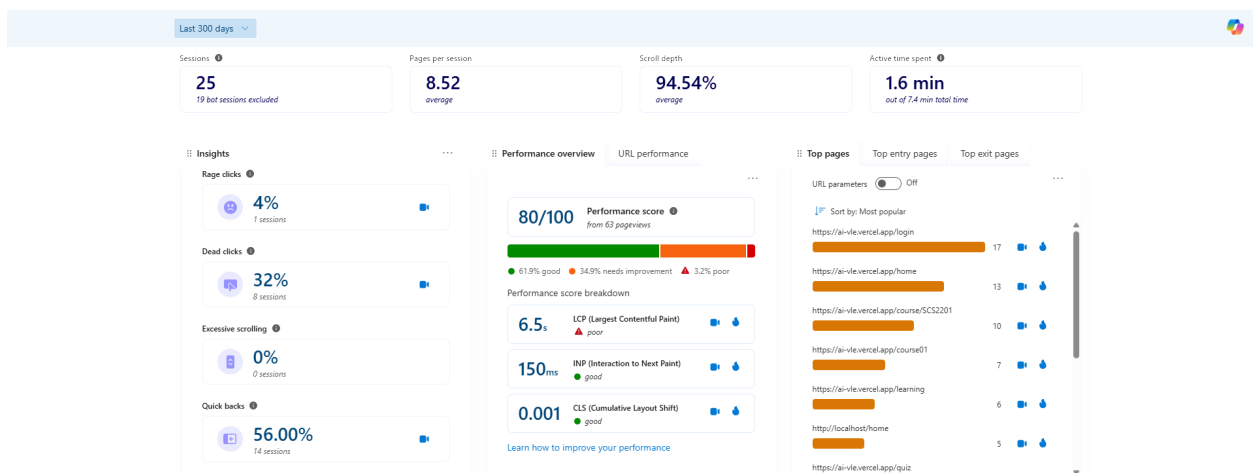 Last 300 days
Sessions
25
19 bot sessions excluded
Pages per session
8.52
average
Scroll depth
94.54%
average
Active time spent
1.6 min
out of 7.4 min total time
Insights
Rage clicks
4%
1 sessions
Dead clicks
32%
8 sessions
Excessive scrolling
0%
0 sessions
Quick backs
56.00%
14 sessions
Performance overview URL performance
80/100 Performance score
from 63 pageviews
61.9% good 34.9% needs improvement 3.2% poor
Performance score breakdown
6.5s LCP (Largest Contentful Paint)
poor
150ms INP (Interaction to Next Paint)
good
0.001 CLS (Cumulative Layout Shift)
good
Learn how to improve your performance
Top pages Top entry pages Top exit pages
URL parameters Off
Sort by: Most popular
https://ai-vle.vercel.app/login
17
https://ai-vle.vercel.app/home
13
https://ai-vle.vercel.app/course/SCS2201
10
https://ai-vle.vercel.app/course01
7
https://ai-vle.vercel.app/learning
6
http://localhost/home
5
https://ai-vle.vercel.app/quiz